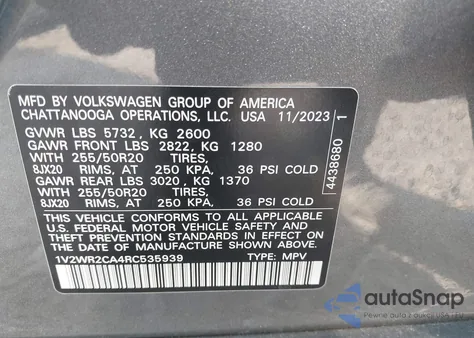 MFD BY VOLKSWAGEN GROUP OF AMERICA
CHATTANOOGA OPERATIONS, LLC. USA 11/2023
GVWR LBS 5732, KG 2600
GAWR FRONT LBS 2822, KG 1280
WITH 255/50R20 TIRES,
8JX20 RIMS, AT 250 KPA, 36 PSI COLD
GAWR REAR LBS 3020, KG 1370
WITH 255/50R20 TIRES,
8JX20 RIMS, AT 250 KPA, 36 PSI COLD
THIS VEHICLE CONFORMS TO ALL APPLICABLE
U.S. FEDERAL MOTOR VEHICLE SAFETY
STANDARDS IN EFFECT ON
THE DATE OF MANUFACTURE SHOWN ABOVE.
1V2WR2CA4RC535939 TYPE: MPV
4438680 1
autoSnap